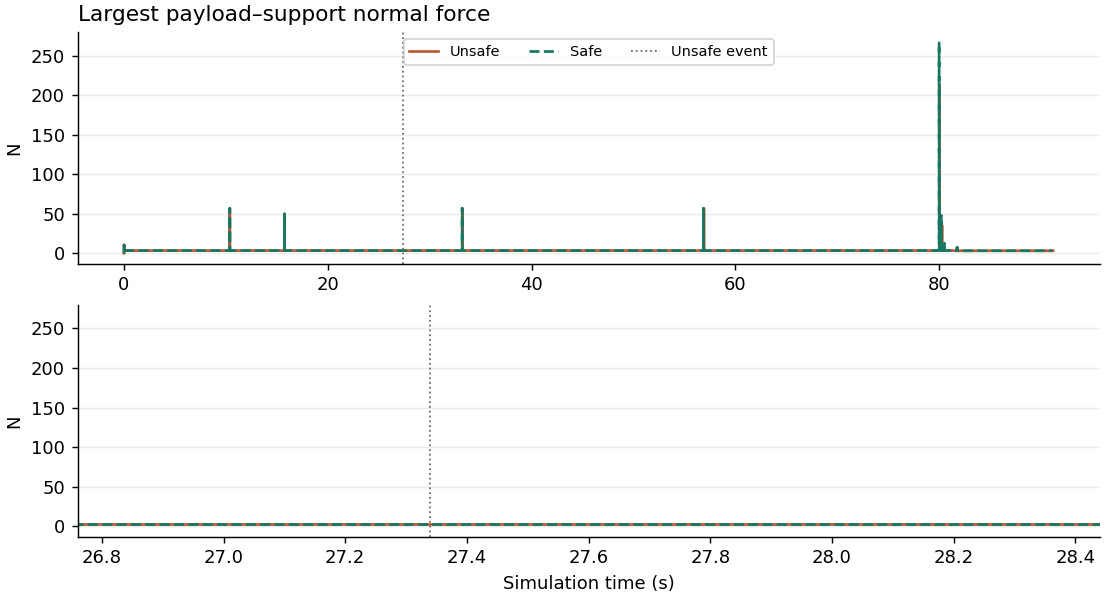 Largest payload–support normal force
Unsafe Safe Unsafe event
250
200
150
100
50
0
N
0 20 40 60 80
250
200
150
100
50
0
N
26.8 27.0 27.2 27.4 27.6 27.8 28.0 28.2 28.4
Simulation time (s)